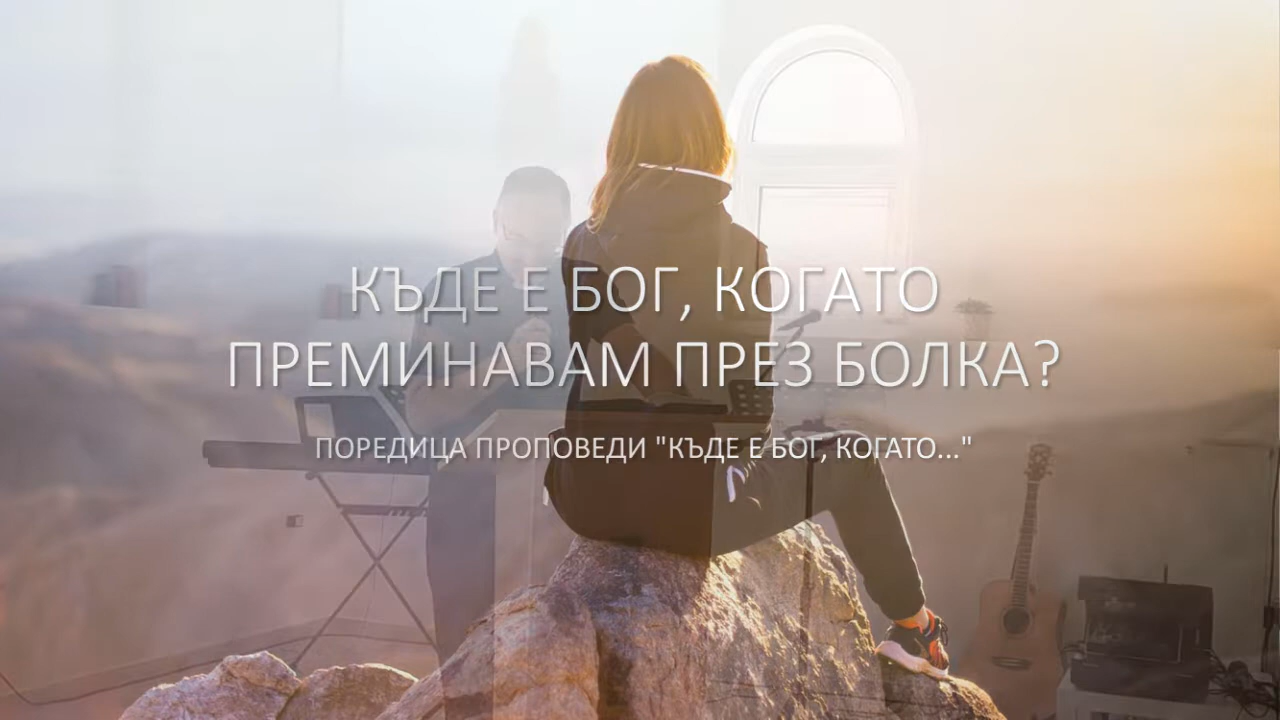 КЪДЕ Е БОГ, КОГАТО
ПРЕМИНАВАМ ПРЕЗ БОЛКА?
ПОРЕДИЦА ПРОПОВЕДИ "КЪДЕ Е БОГ, КОГАТО..."